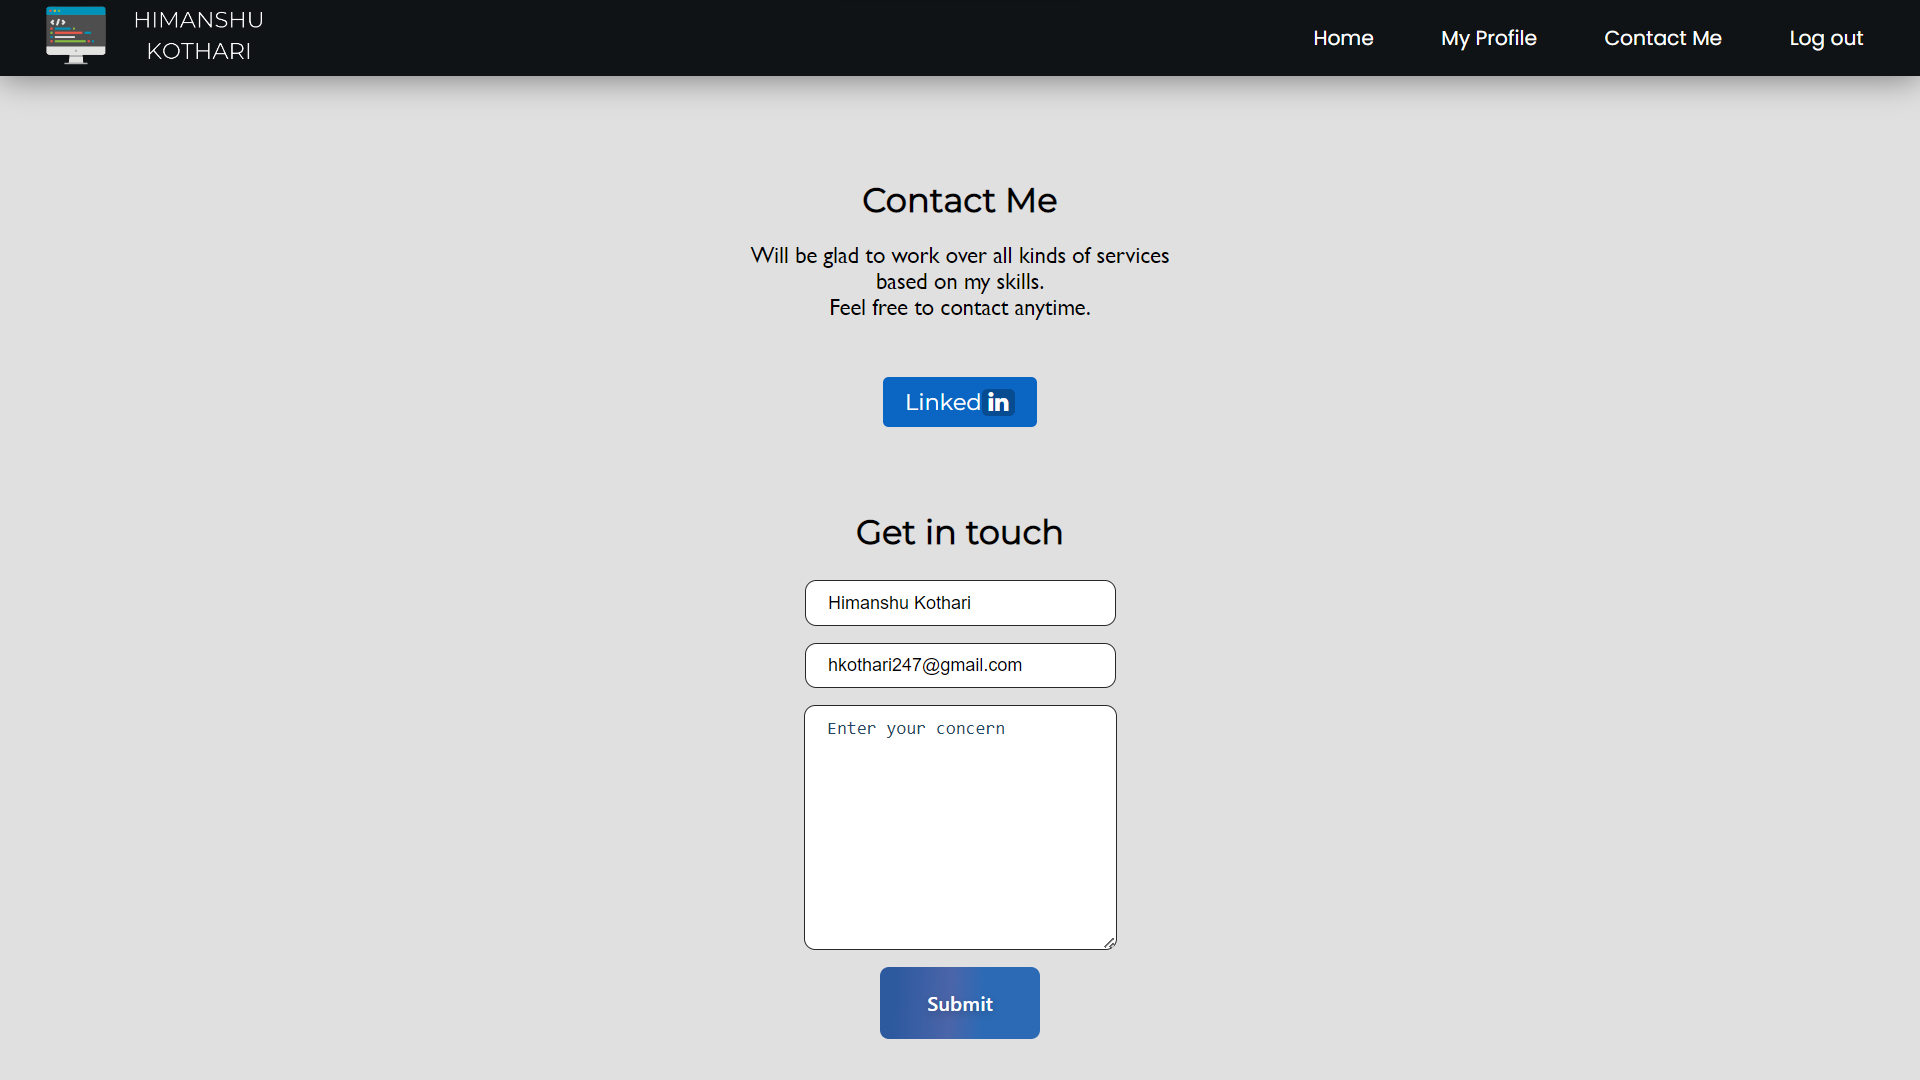 HIMANSHU
KOTHARI
Home
My Profile
Contact Me
Log out
Contact Me
Will be glad to work over all kinds of services
based on my skills.
Feel free to contact anytime.
Linkedin
Get in touch
Himanshu Kothari
hkothari247@gmail.com
Enter your concern
Submit